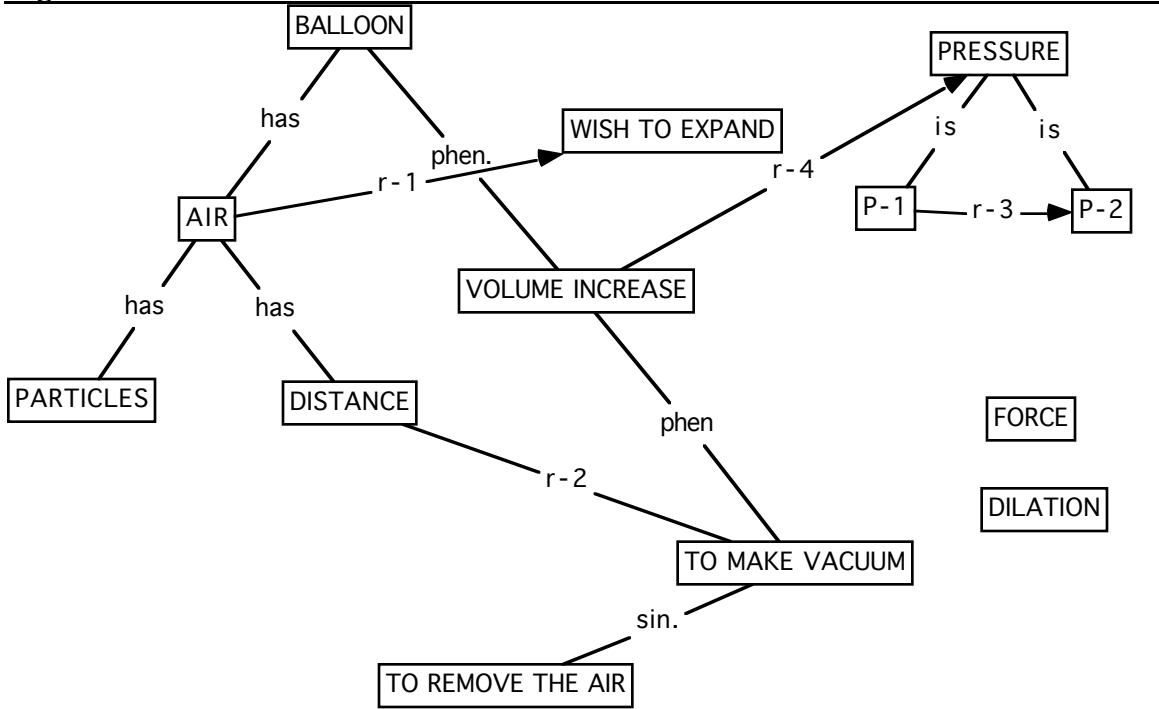 BALLOON
PRESSURE
has
WISH TO EXPAND
is
is
phen.
r-4
r-1
AIR
P-1
r-3
P-2
VOLUME INCREASE
has
has
PARTICLES
DISTANCE
FORCE
phen
r-2
DILATION
TO MAKE VACUUM
sin.
TO REMOVE THE AIR